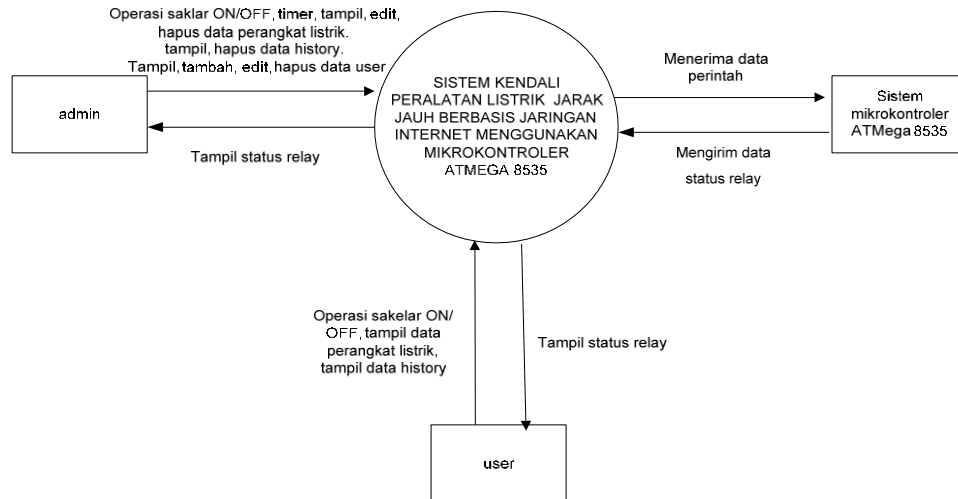 Operasi saklar ON/OFF, timer, tampil, edit,
hapus data perangkat listrik.
tampil, hapus data history.
Tampil, tambah, edit, hapus data user
admin
Tampil status relay
SISTEM KENDALI
PERALATAN LISTRIK JARAK
JAUH BERBASIS JARINGAN
INTERNET MENGGUNAKAN
MIKROKONTROLER
ATMEGA 8535
Menerima data
perintah
Sistem
mikrokontroler
ATMega 8535
Mengirim data
status relay
Operasi sakelar ON/
OFF, tampil data
perangkat listrik,
tampil data history
Tampil status relay
user